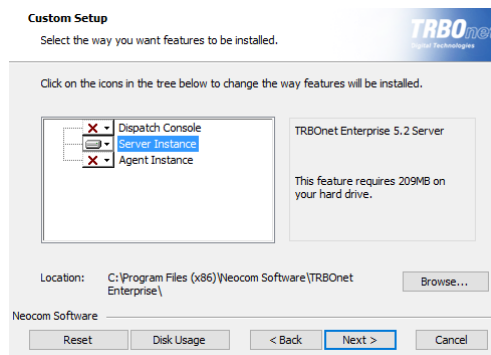 Custom Setup
Select the way you want features to be installed.
TRBOnet
Digital Technologies
Click on the icons in the tree below to change the way features will be installed.
Dispatch Console
Server Instance
Agent Instance
TRBOnet Enterprise 5.2 Server
This feature requires 209MB on
your hard drive.
Location: C:\Program Files (x86)\Neocom Software\TRBOnet
Enterprise\
Browse...
Neocom Software
Reset Disk Usage < Back Next > Cancel